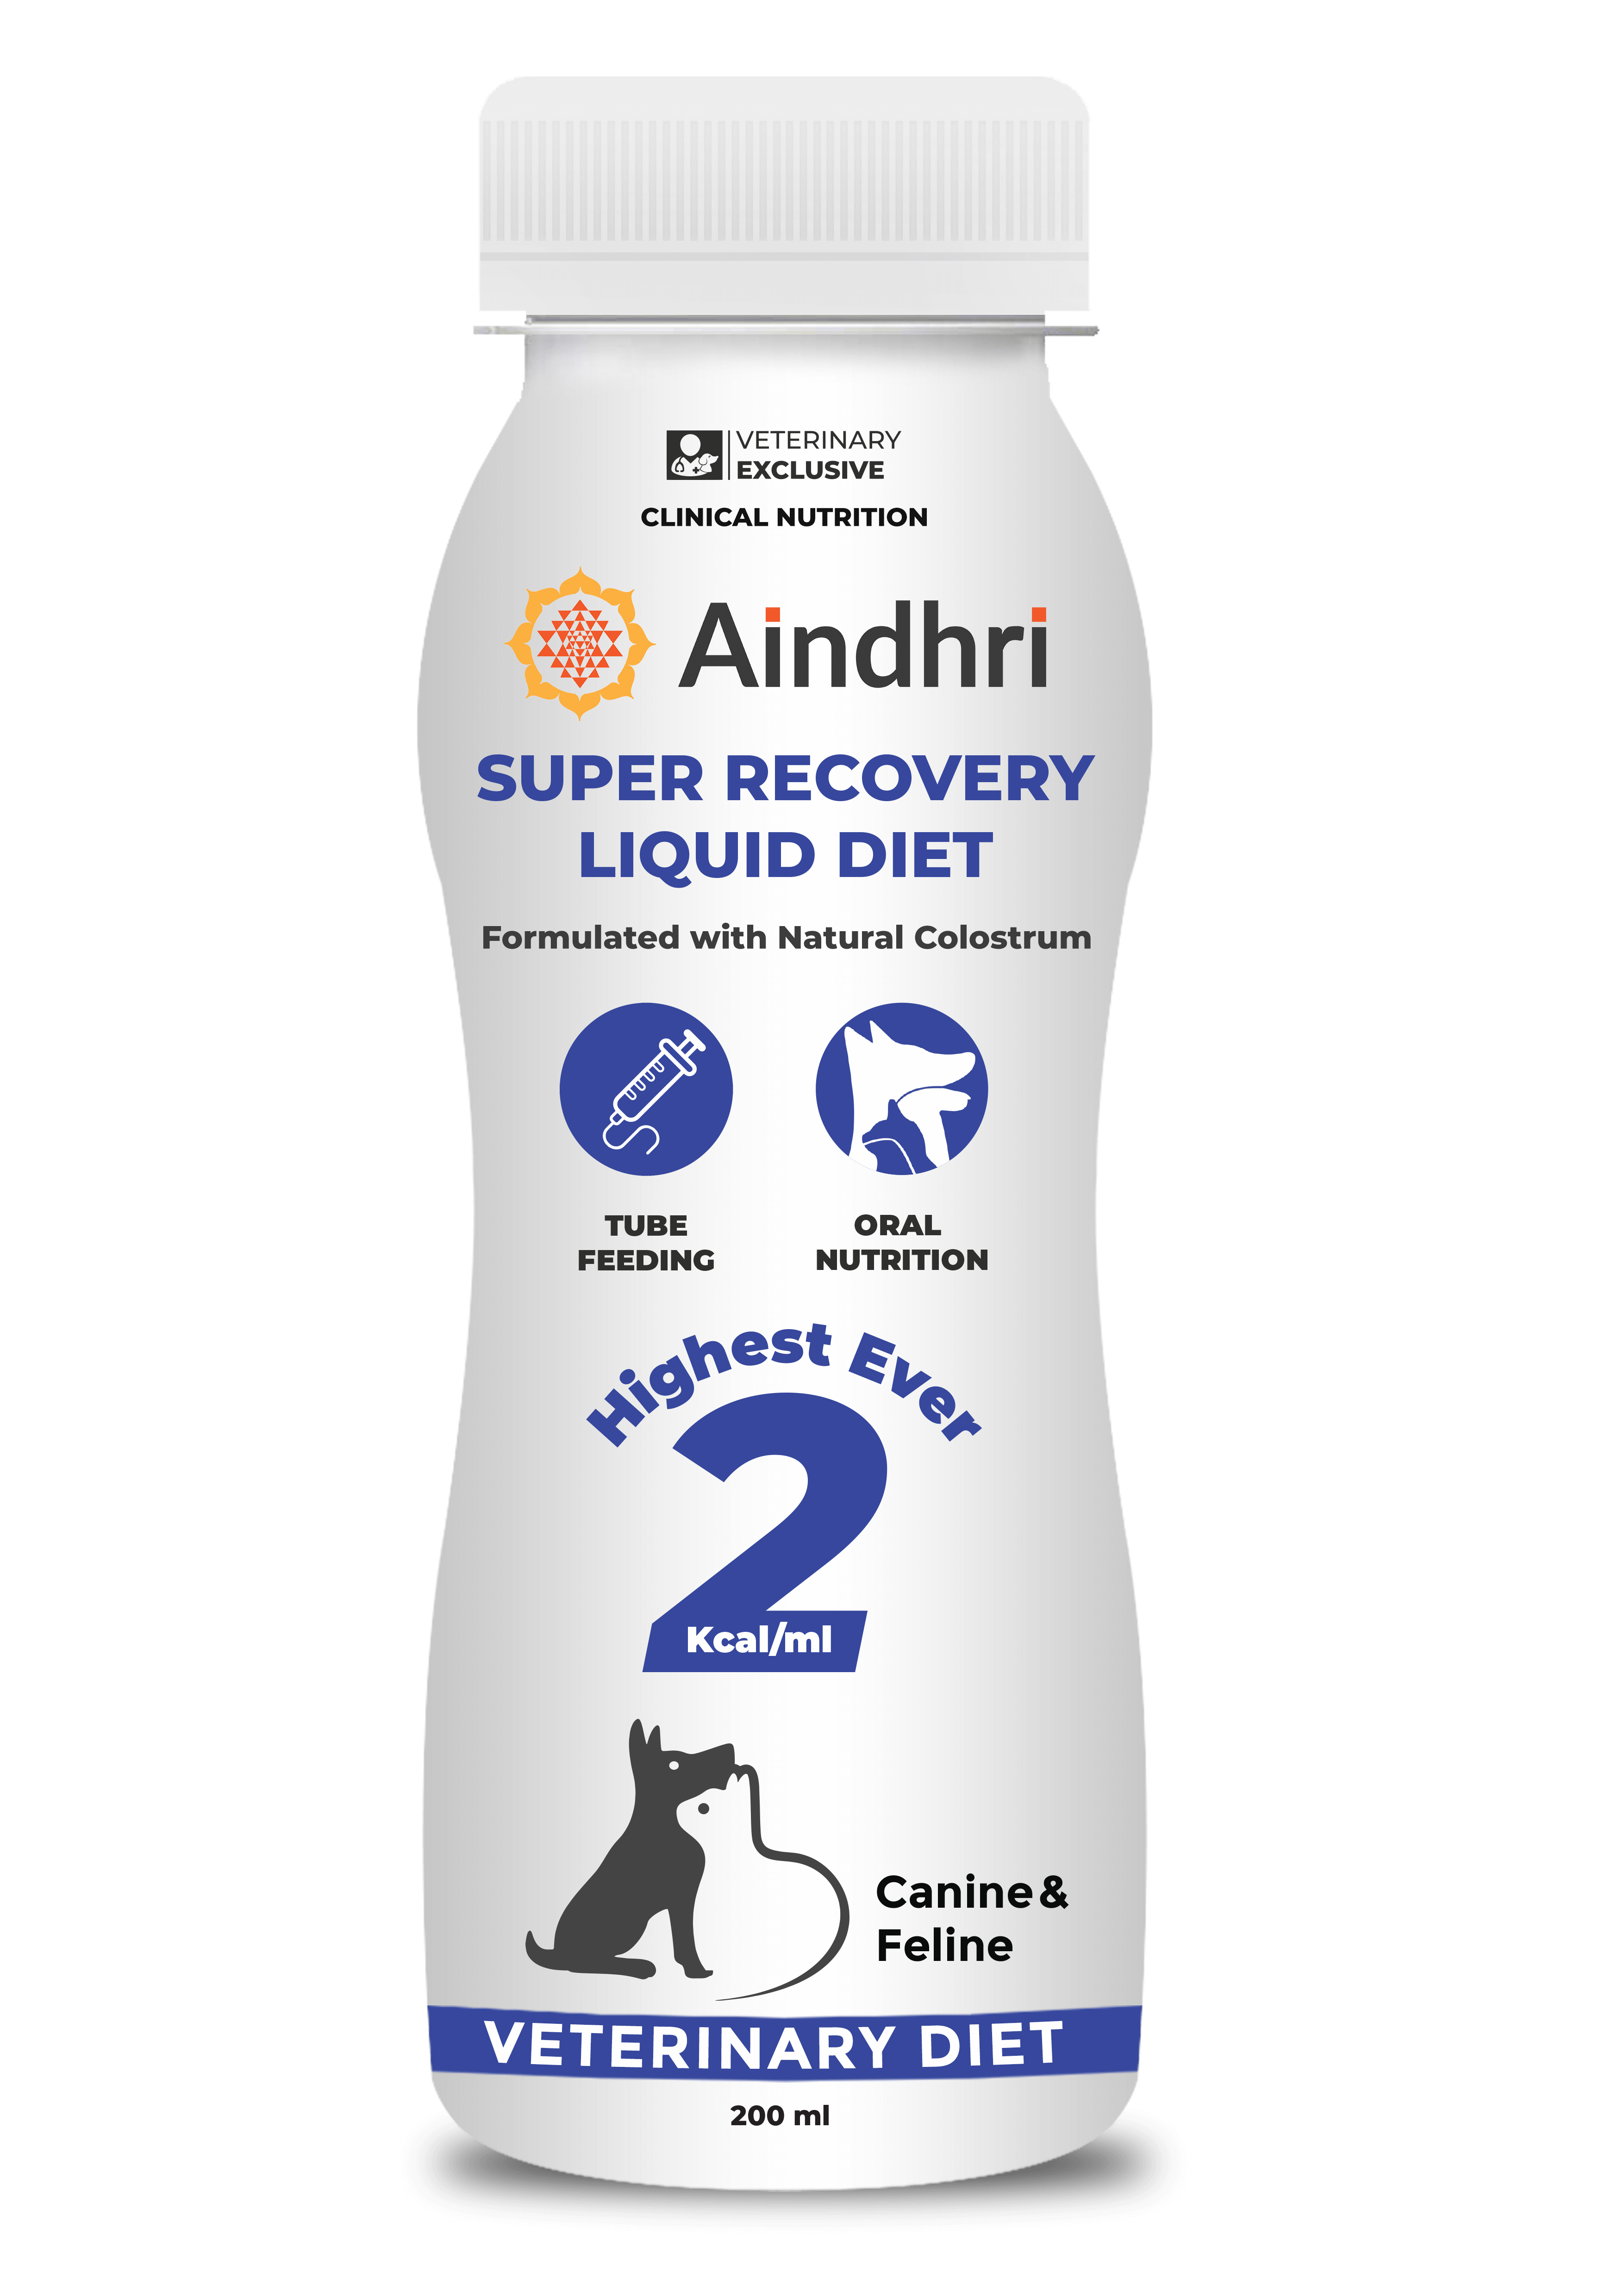 VETERINARY
EXCLUSIVE
CLINICAL NUTRITION
Aindhri
SUPER RECOVERY
LIQUID DIET
Formulated with Natural Colostrum
TUBE
FEEDING
ORAL
NUTRITION
Highest Ever
2
Kcal/ml
Canine &
Feline
VETERINARY DIET
200 ml